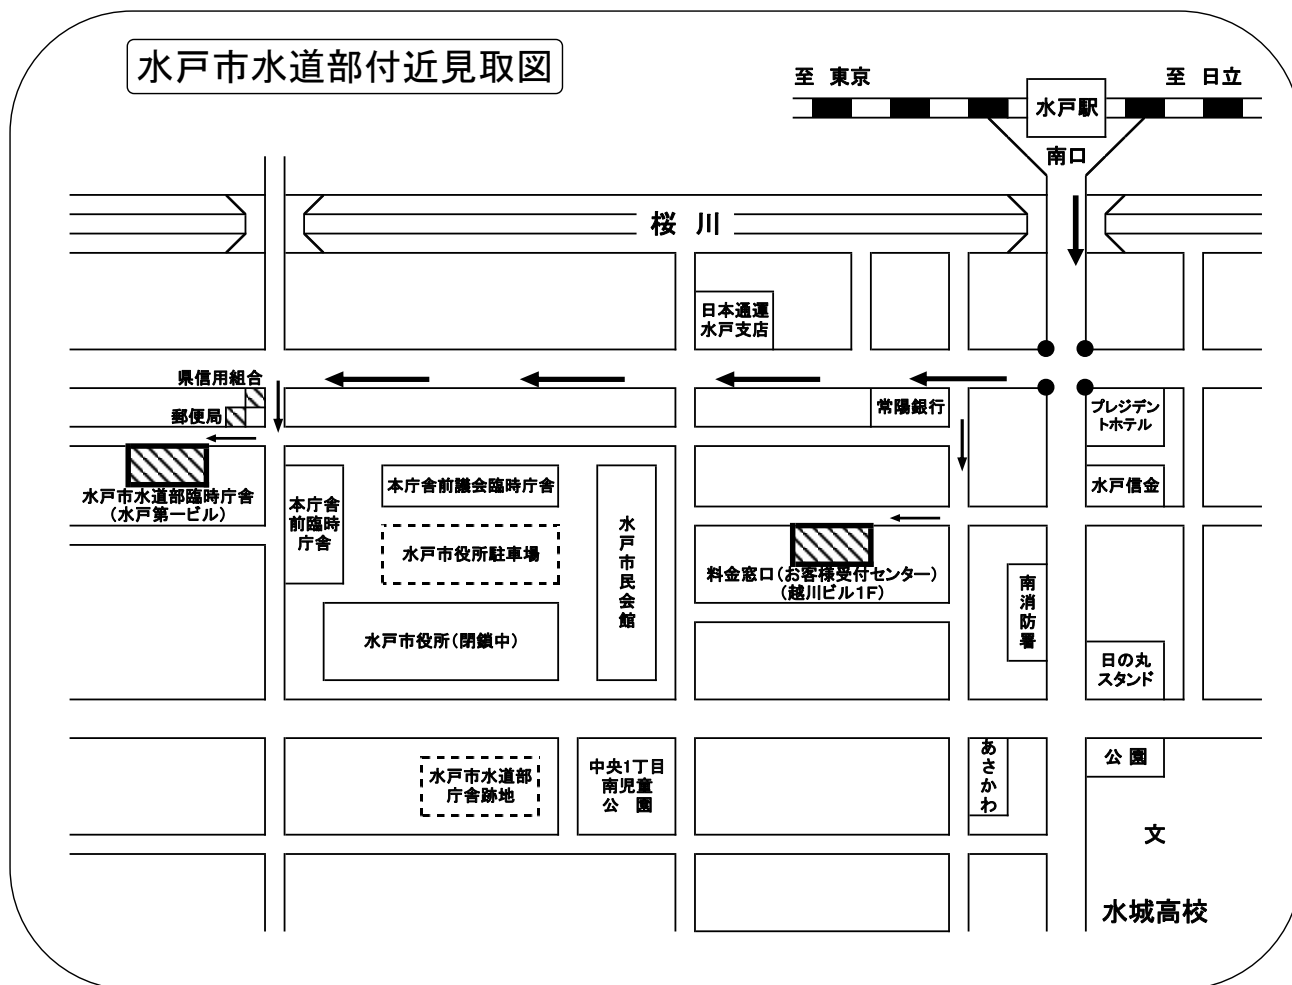 水戸市水道部付近見取図
至 東京
至 日立
水戸駅
南口
桜 川
日本通運
水戸支店
県信用組合
郵便局
常陽銀行
プレジデン
トホテル
水戸市水道部臨時庁舎
(水戸第一ビル)
本庁舎
前臨時
庁舎
本庁舎前議会臨時庁舎
水戸市役所駐車場
水戸市民会館
水戸信金
料金窓口(お客様受付センター)
(越川ビル1F)
南消防署
水戸市役所(閉鎖中)
日の丸
スタンド
水戸市水道部
庁舎跡地
中央1丁目
南児童
公 園
あさかわ
公 園
文
水城高校